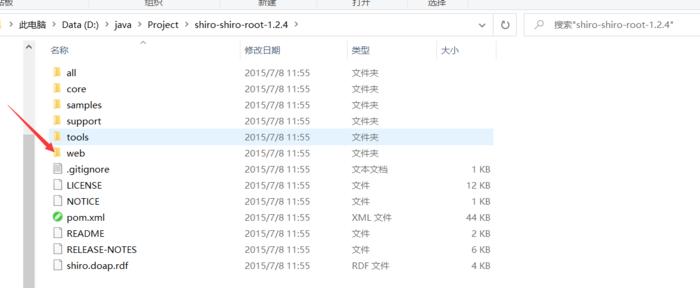 组织 新建 打开 选择
此电脑 > Data (D:) > java > Project > shiro-shiro-root-1.2.4 > 搜索"shiro-shiro-root-1.2.4"
名称 修改日期 类型 大小
all 2015/7/8 11:55 文件夹
core 2015/7/8 11:55 文件夹
samples 2015/7/8 11:55 文件夹
support 2015/7/8 11:55 文件夹
tools 2015/7/8 11:55 文件夹
web 2015/7/8 11:55 文件夹
.gitignore 2015/7/8 11:55 文本文档 1 KB
LICENSE 2015/7/8 11:55 文件 12 KB
NOTICE 2015/7/8 11:55 文件 1 KB
pom.xml 2015/7/8 11:55 XML 文件 44 KB
README 2015/7/8 11:55 文件 2 KB
RELEASE-NOTES 2015/7/8 11:55 文件 6 KB
shiro.doap.rdf 2015/7/8 11:55 RDF 文件 4 KB